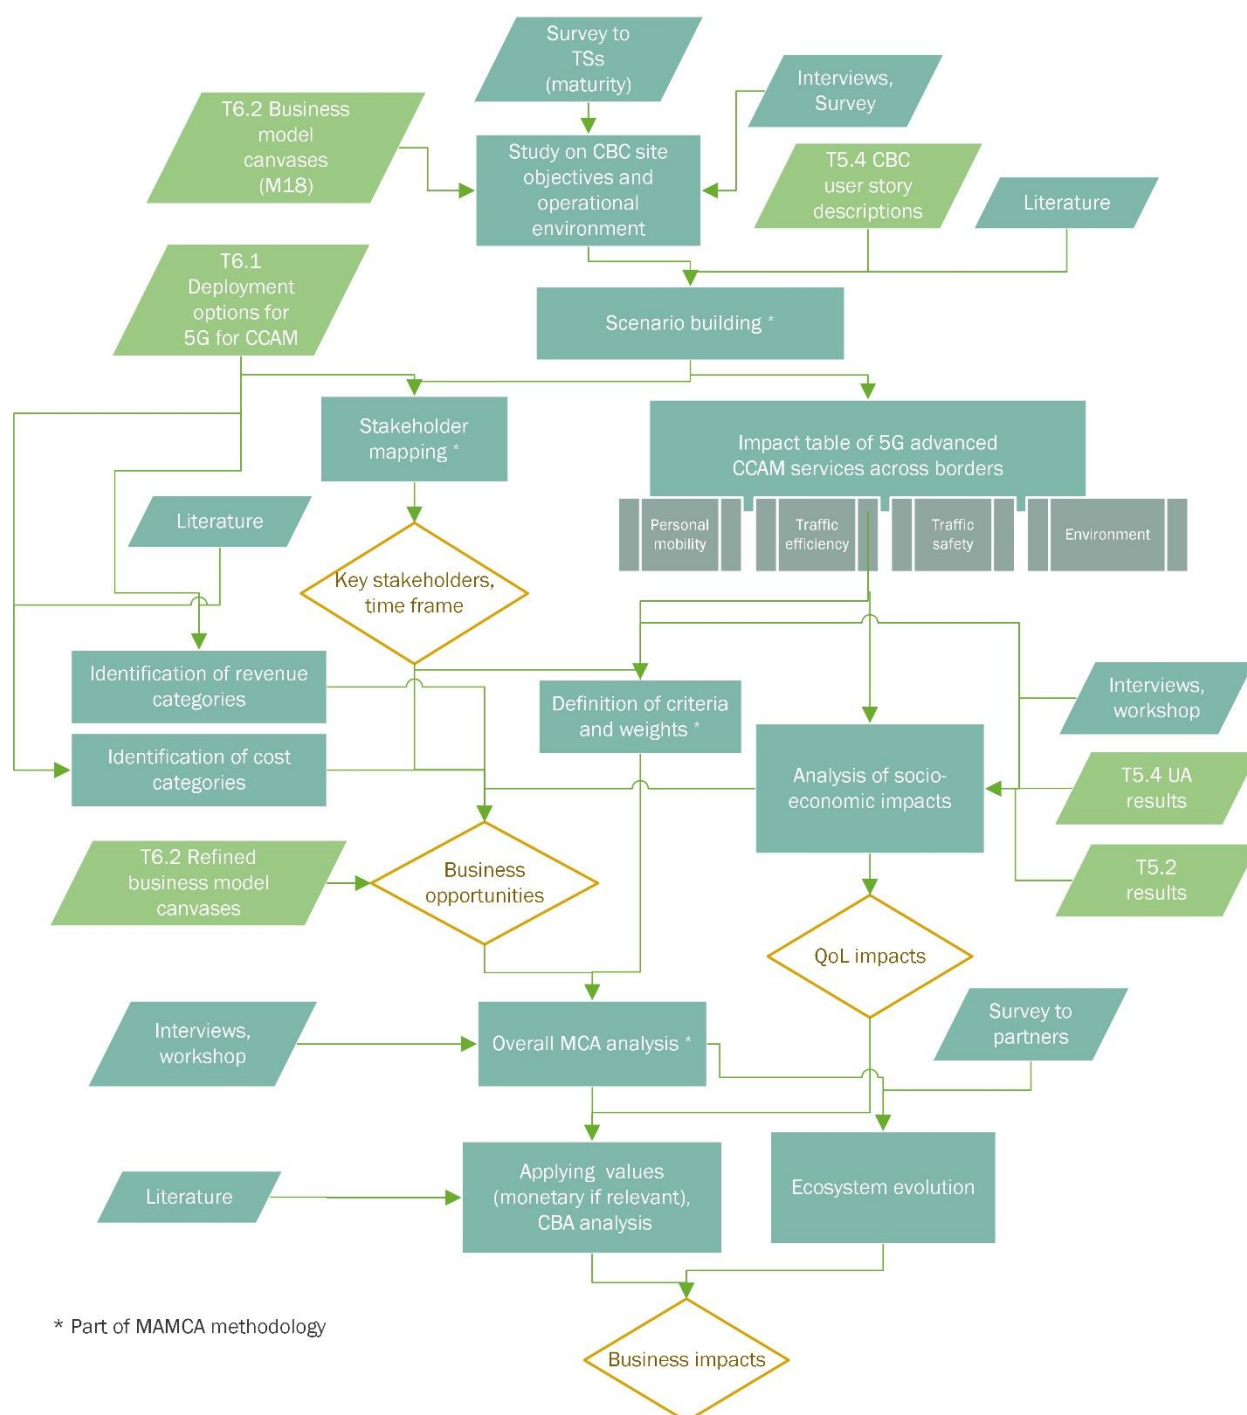 Survey to
TSs
(maturity)
Interviews,
Survey
T6.2 Business
model
canvases
(M18)
Study on CBC site
objectives and
operational
environment
T5.4 CBC
user story
descriptions
Literature
T6.1
Deployment
options for
5G for CCAM
Scenario building *
Stakeholder
mapping *
Impact table of 5G advanced
CCAM services across borders
Personal
mobility
Traffic
efficiency
Traffic
safety
Environment
Literature
Key stakeholders,
time frame
Identification of revenue
categories
Definition of criteria
and weights *
Interviews,
workshop
Identification of cost
categories
Analysis of socio-
economic impacts
T5.4 UA
results
T6.2 Refined
business model
canvases
Business
opportunities
T5.2
results
QoL impacts
Interviews,
workshop
Overall MCA analysis *
Survey to
partners
Literature
Applying values
(monetary if relevant),
CBA analysis
Ecosystem evolution
* Part of MAMCA methodology
Business impacts